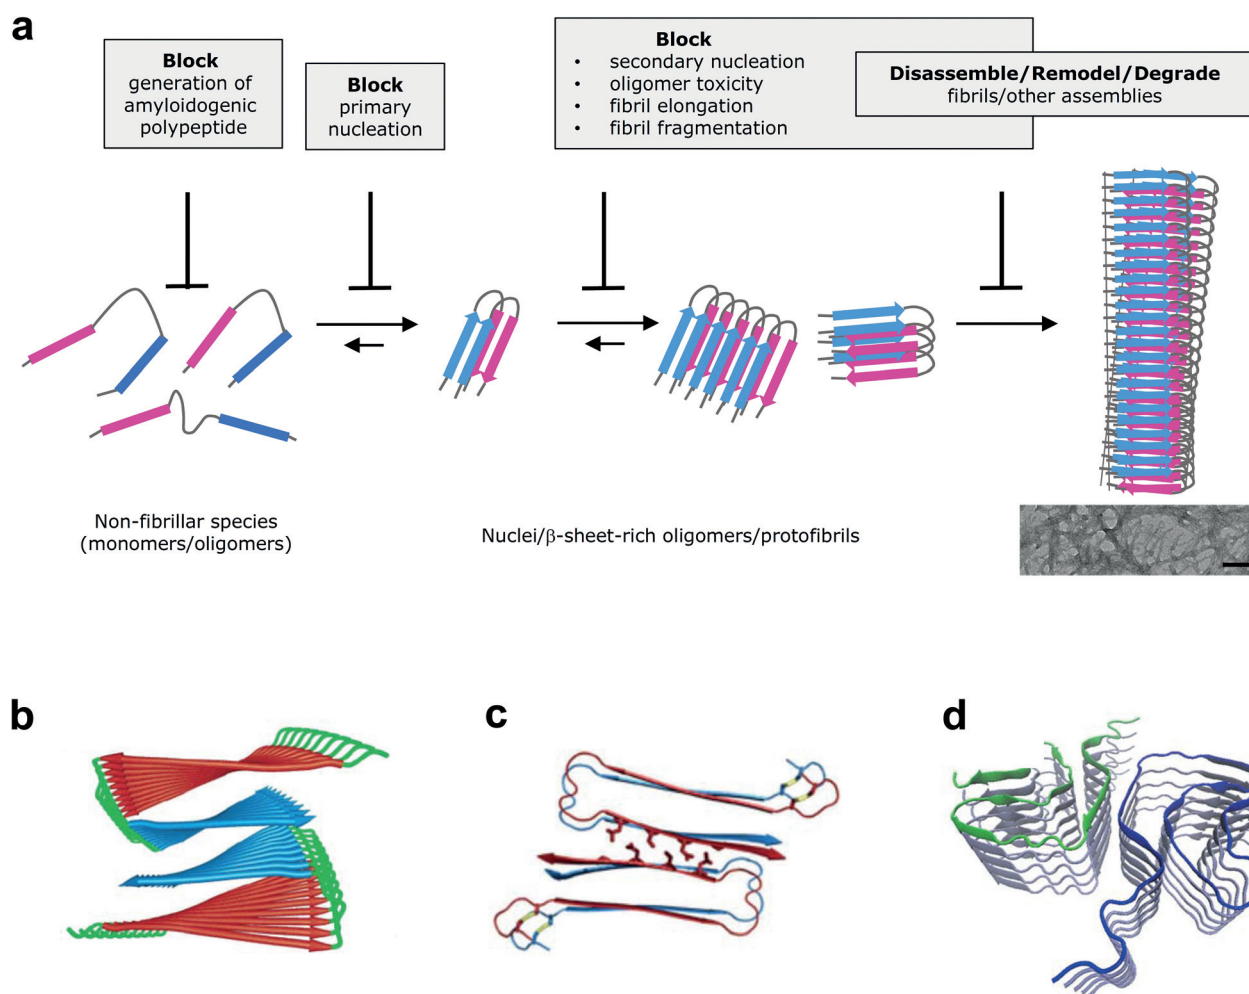 a
Block
generation of
amyloidogenic
polypeptide
Block
primary
nucleation
Block
• secondary nucleation
• oligomer toxicity
• fibril elongation
• fibril fragmentation
Disassemble/Remodel/Degrade
fibrils/other assemblies
Non-fibrillar species
(monomers/oligomers)
Nuclei/β-sheet-rich oligomers/protofibrils
b
c
d